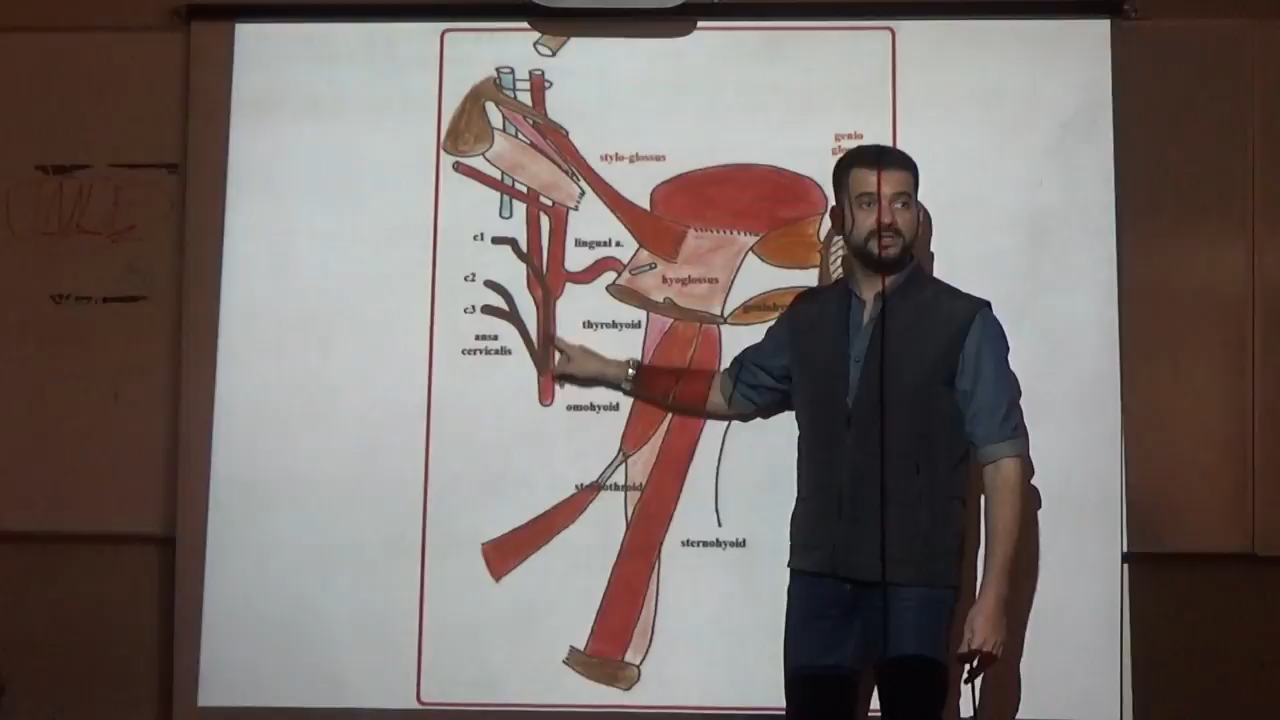 genio
stylo-glossus
c1
lingual a.
c2
hyoglossus
c3
thyrohyoid
ansa
cervicalis
omohyoid
sternohyoid